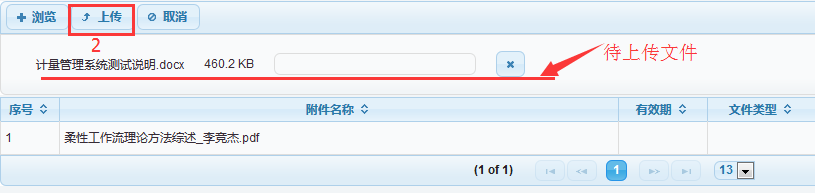 浏览 上传 取消
2
待上传文件
计量管理系统测试说明.docx 460.2 KB
序号 附件名称 有效期 文件类型
1 柔性工作流理论方法综述_李竞杰.pdf
(1 of 1) 1 13